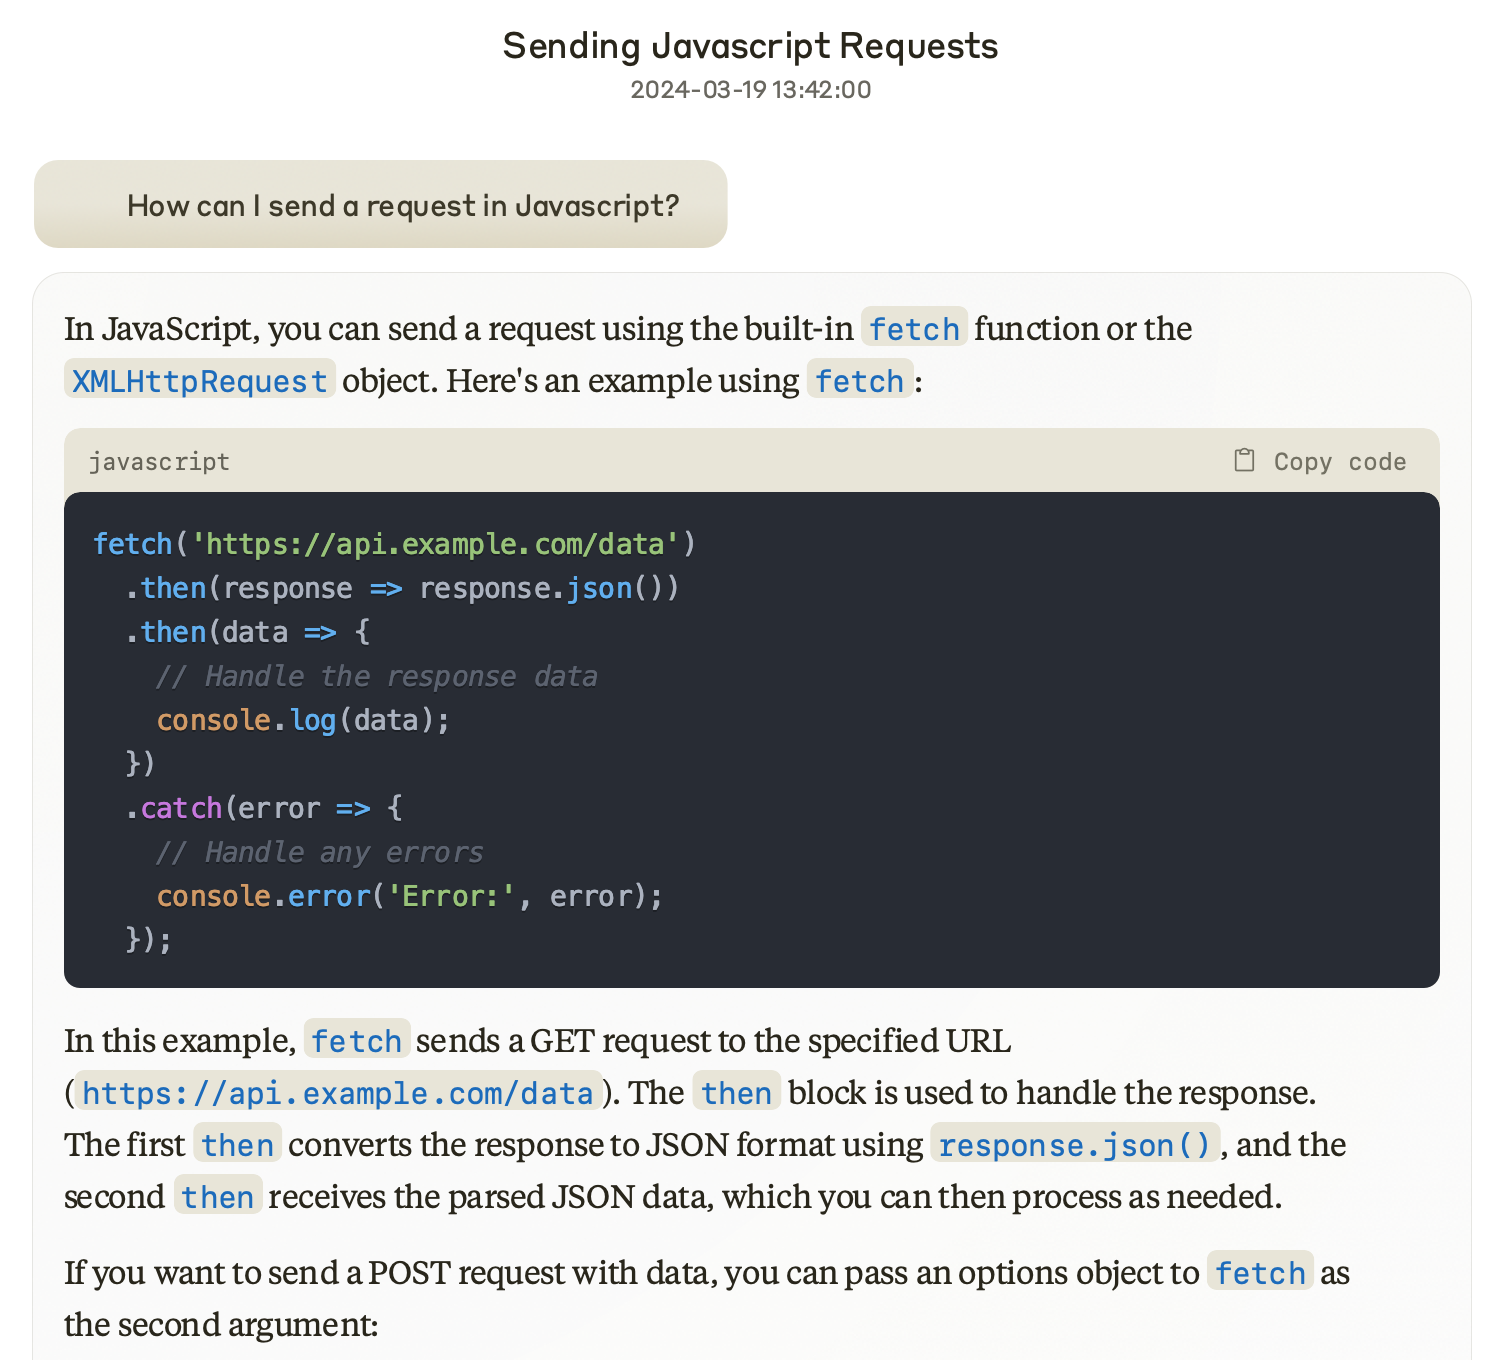 Sending Javascript Requests
2024-03-19 13:42:00
How can I send a request in Javascript?
In JavaScript, you can send a request using the built-in fetch function or the
XMLHttpRequest object. Here's an example using fetch:
javascript Copy code
fetch('https://api.example.com/data')
  .then(response => response.json())
  .then(data => {
    // Handle the response data
    console.log(data);
  })
  .catch(error => {
    // Handle any errors
    console.error('Error:', error);
  });
In this example, fetch sends a GET request to the specified URL
(https://api.example.com/data). The then block is used to handle the response.
The first then converts the response to JSON format using response.json(), and the
second then receives the parsed JSON data, which you can then process as needed.
If you want to send a POST request with data, you can pass an options object to fetch as
the second argument: